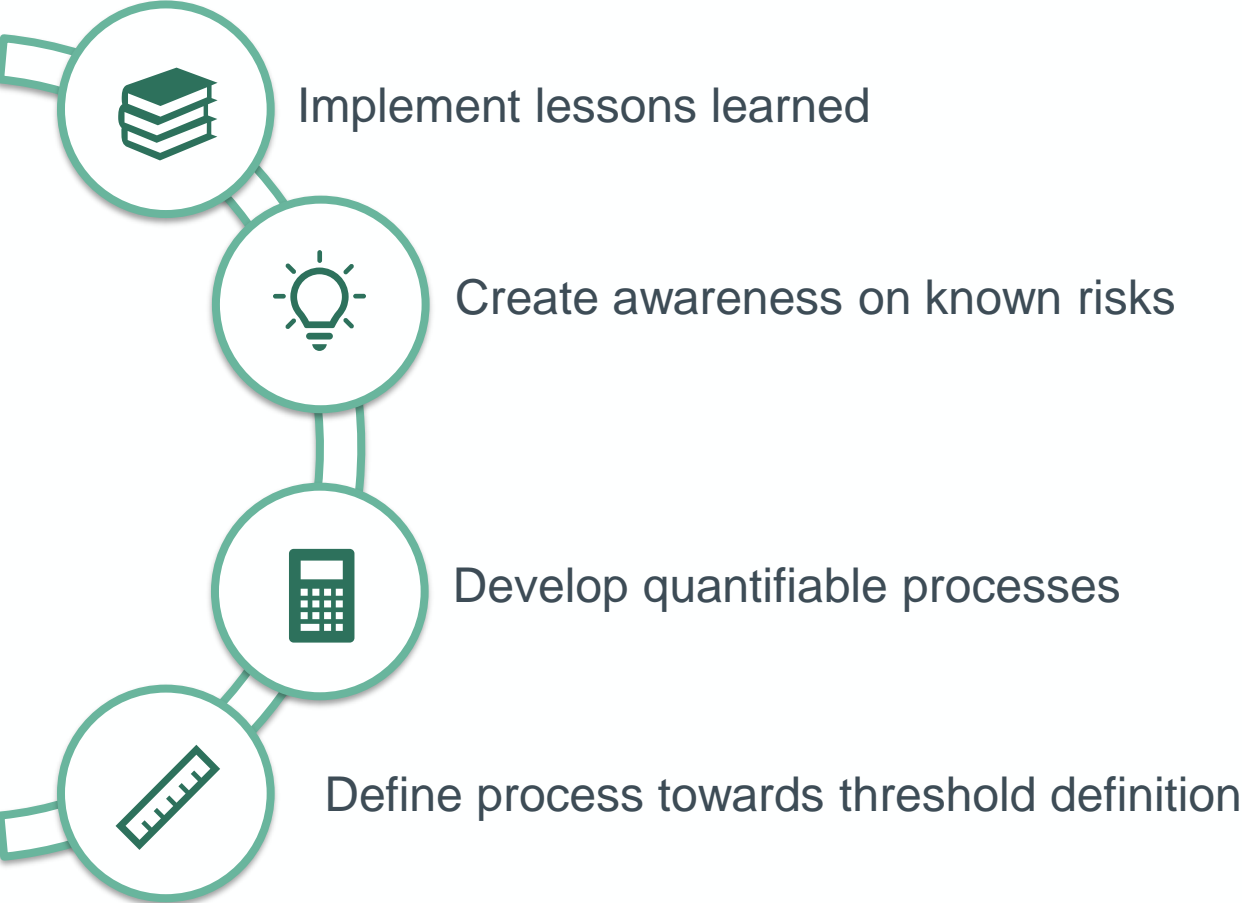 Implement lessons learned
Create awareness on known risks
Develop quantifiable processes
Define process towards threshold definition